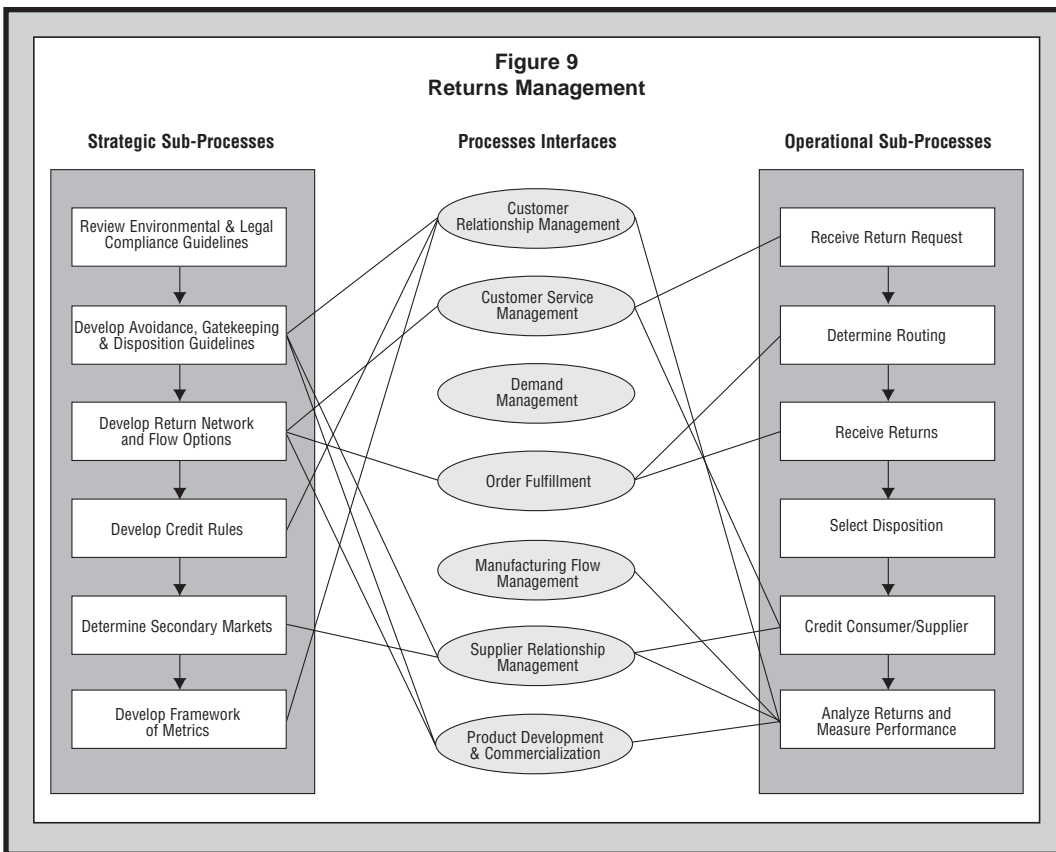 Figure 9
Returns Management
Strategic Sub-Processes
Processes Interfaces
Operational Sub-Processes
Review Environmental & Legal
Compliance Guidelines
Develop Avoidance, Gatekeeping
& Disposition Guidelines
Develop Return Network
and Flow Options
Develop Credit Rules
Determine Secondary Markets
Develop Framework
of Metrics
Customer
Relationship Management
Customer Service
Management
Demand
Management
Order Fulfillment
Manufacturing Flow
Management
Supplier Relationship
Management
Product Development
& Commercialization
Receive Return Request
Determine Routing
Receive Returns
Select Disposition
Credit Consumer/Supplier
Analyze Returns and
Measure Performance